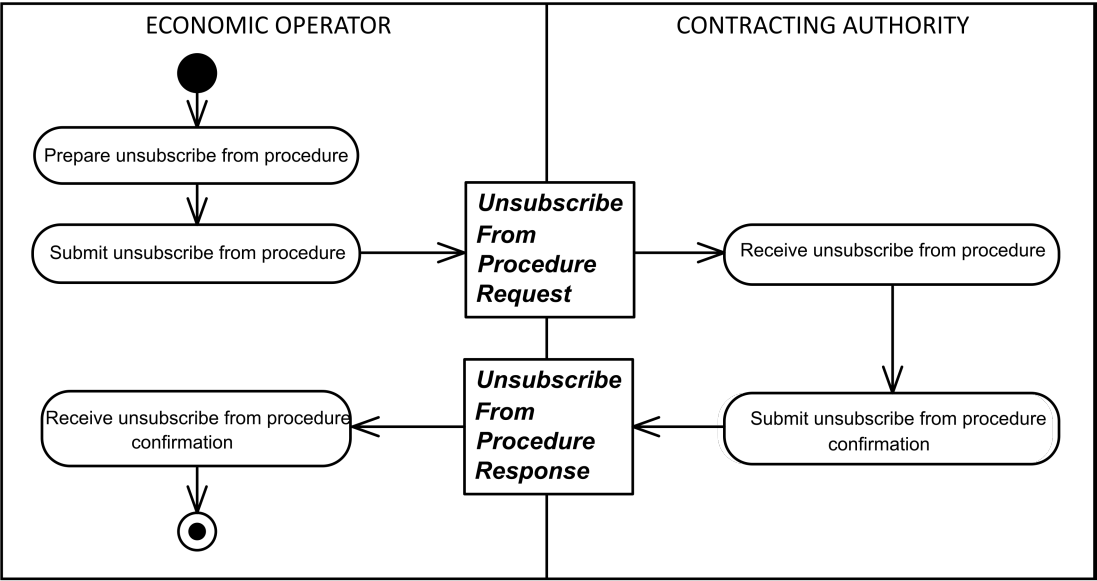 ECONOMIC OPERATOR
CONTRACTING AUTHORITY
Prepare unsubscribe from procedure
Submit unsubscribe from procedure
Unsubscribe
From
Procedure
Request
Receive unsubscribe from procedure
Submit unsubscribe from procedure
confirmation
Unsubscribe
From
Procedure
Response
Receive unsubscribe from procedure
confirmation